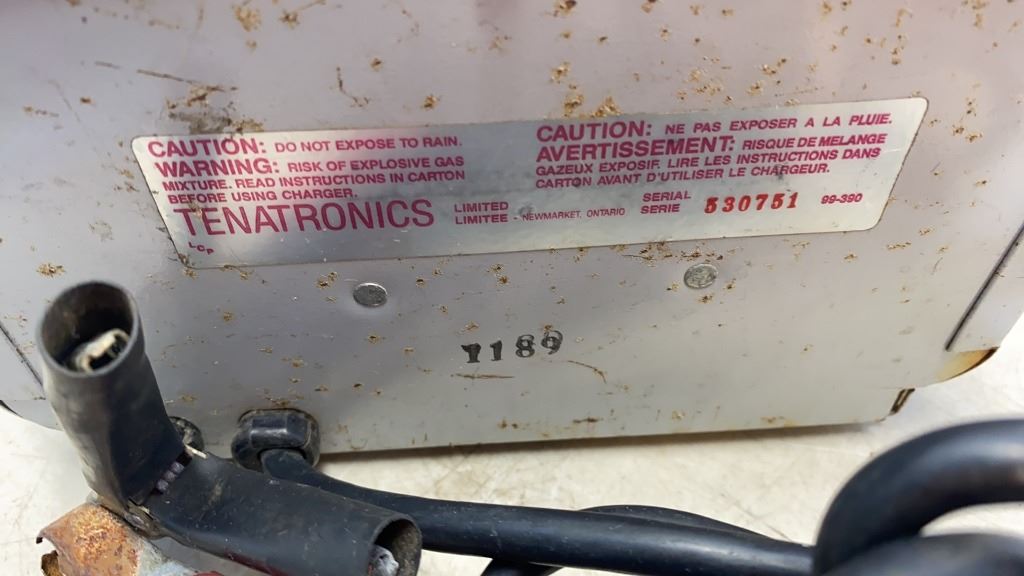 CAUTION: DO NOT EXPOSE TO RAIN.
WARNING: RISK OF EXPLOSIVE GAS
MIXTURE. READ INSTRUCTIONS IN CARTON
BEFORE USING CHARGER.
CAUTION: NE PAS EXPOSER A LA PLUIE.
AVERTISSEMENT: RISQUE DE MELANGE
GAZEUX EXPOSIF. LIRE LES INSTRUCTIONS DANS
CARTON AVANT D'UTILISER LE CHARGEUR.
TENATRONICS LIMITED
LIMITEE - NEWMARKET, ONTARIO
SERIAL
SERIE 530751 99-390
LCP
1189